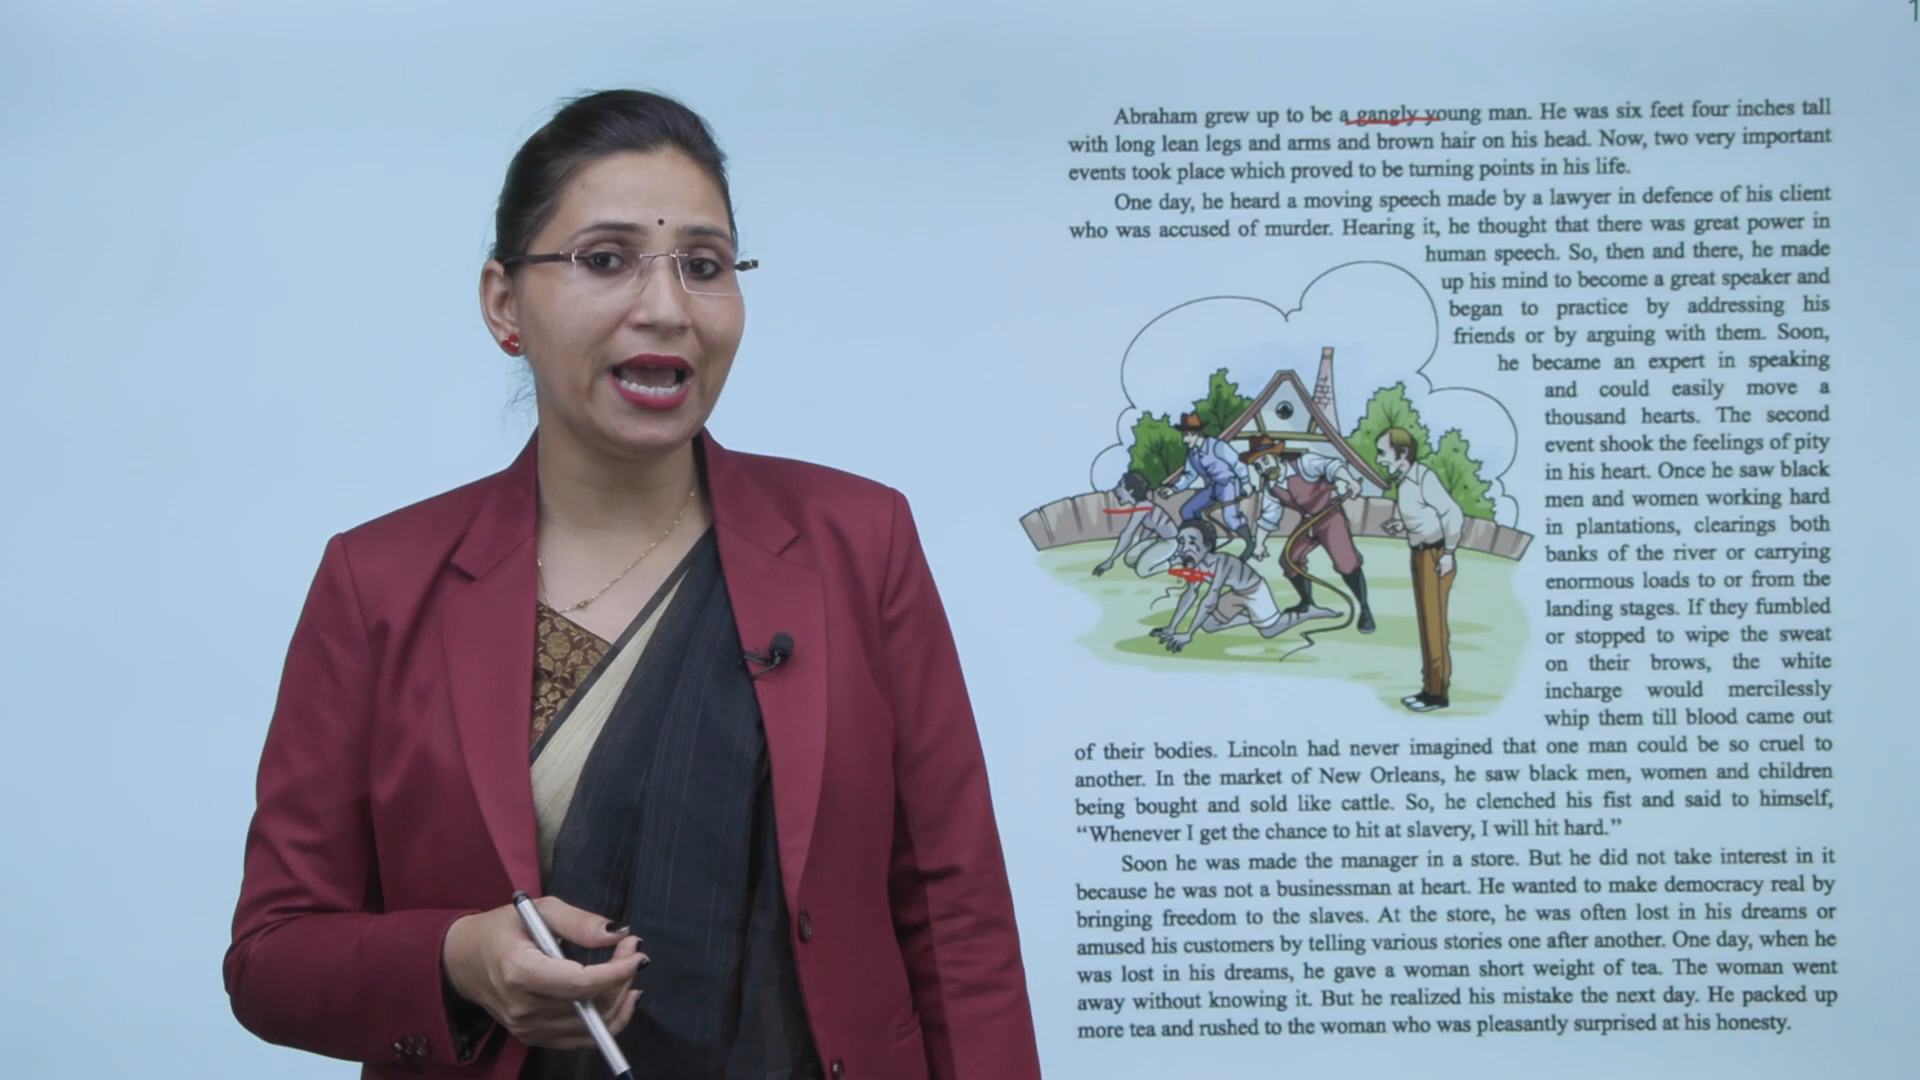 1
Abraham grew up to be a gangly young man. He was six feet four inches tall
with long lean legs and arms and brown hair on his head. Now, two very important
events took place which proved to be turning points in his life.
One day, he heard a moving speech made by a lawyer in defence of his client
who was accused of murder. Hearing it, he thought that there was great power in
human speech. So, then and there, he made
up his mind to become a great speaker and
began to practice by addressing his
friends or by arguing with them. Soon,
he became an expert in speaking
and could easily move a
thousand hearts. The second
event shook the feelings of pity
in his heart. Once he saw black
men and women working hard
in plantations, clearings both
banks of the river or carrying
enormous loads to or from the
landing stages. If they fumbled
or stopped to wipe the sweat
on their brows, the white
incharge would mercilessly
whip them till blood came out
of their bodies. Lincoln had never imagined that one man could be so cruel to
another. In the market of New Orleans, he saw black men, women and children
being bought and sold like cattle. So, he clenched his fist and said to himself,
“Whenever I get the chance to hit at slavery, I will hit hard.”
Soon he was made the manager in a store. But he did not take interest in it
because he was not a businessman at heart. He wanted to make democracy real by
bringing freedom to the slaves. At the store, he was often lost in his dreams or
amused his customers by telling various stories one after another. One day, when he
was lost in his dreams, he gave a woman short weight of tea. The woman went
away without knowing it. But he realized his mistake the next day. He packed up
more tea and rushed to the woman who was pleasantly surprised at his honesty.